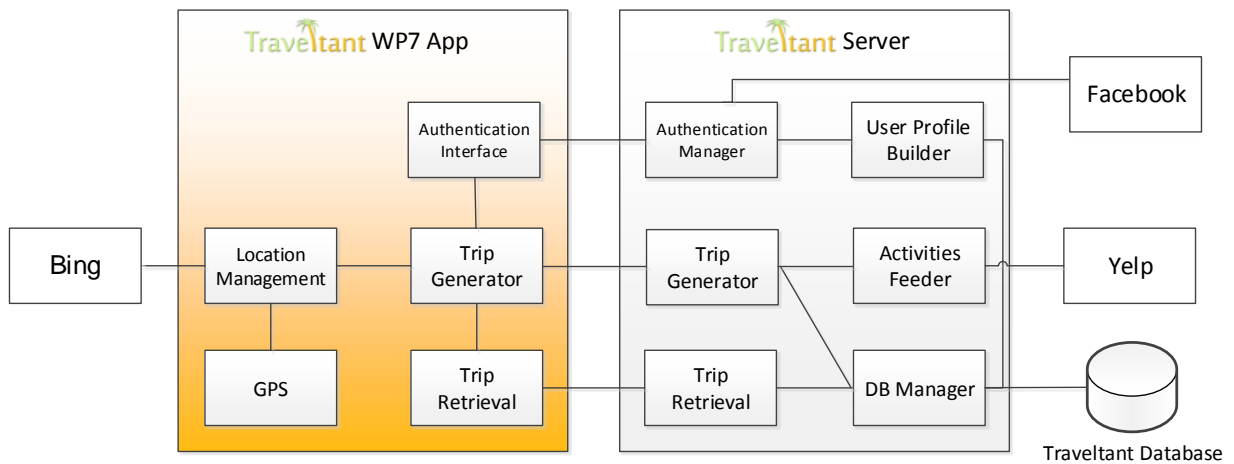 Traveltant WP7 App
Traveltant Server
Facebook
Authentication
Interface
Authentication
Manager
User Profile
Builder
Bing
Location
Management
Trip
Generator
Trip
Generator
Activities
Feeder
Yelp
GPS
Trip
Retrieval
Trip
Retrieval
DB Manager
Traveltant Database